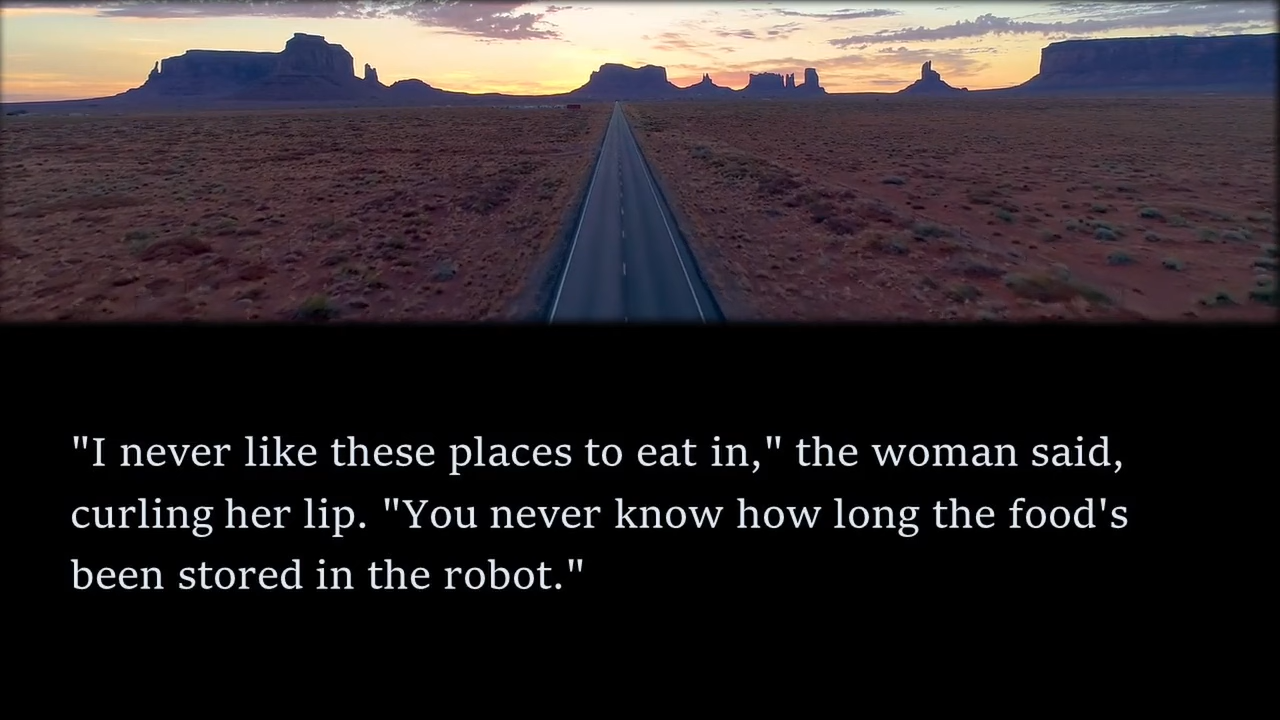 "I never like these places to eat in," the woman said,
curling her lip. "You never know how long the food's
been stored in the robot."